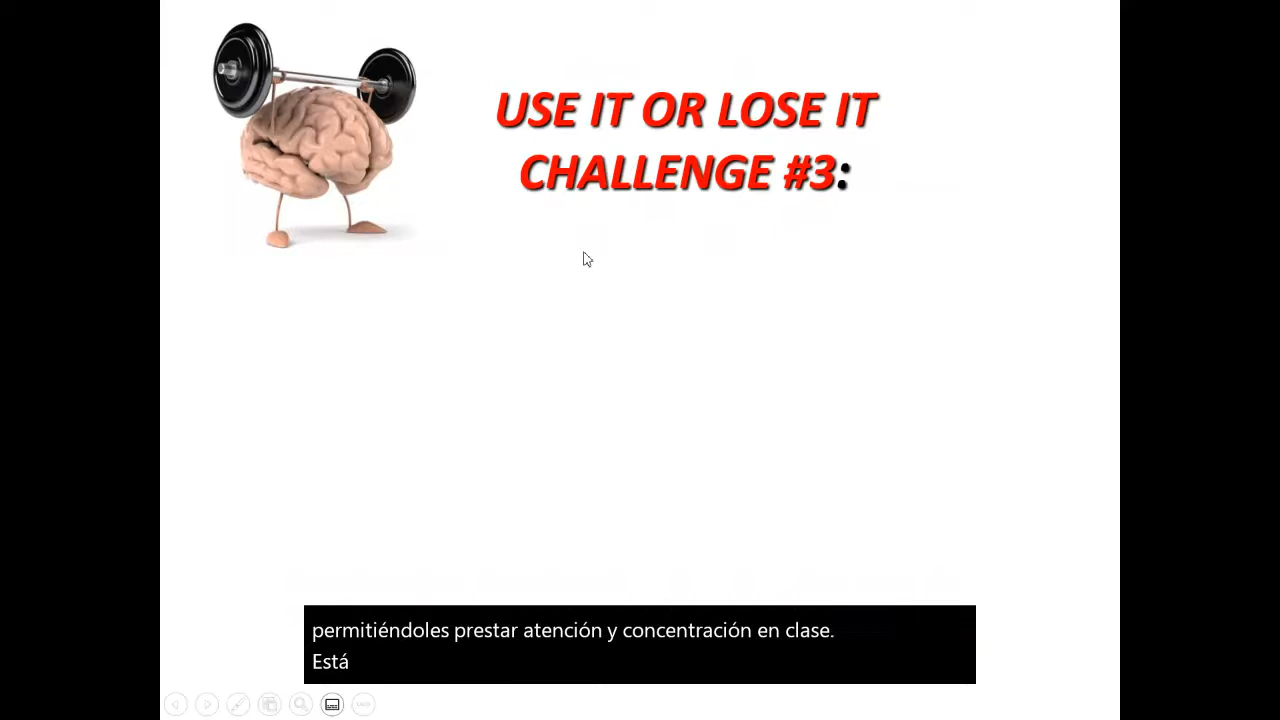 USE IT OR LOSE IT
CHALLENGE #3:
permitiéndoles prestar atención y concentración en clase.
Está